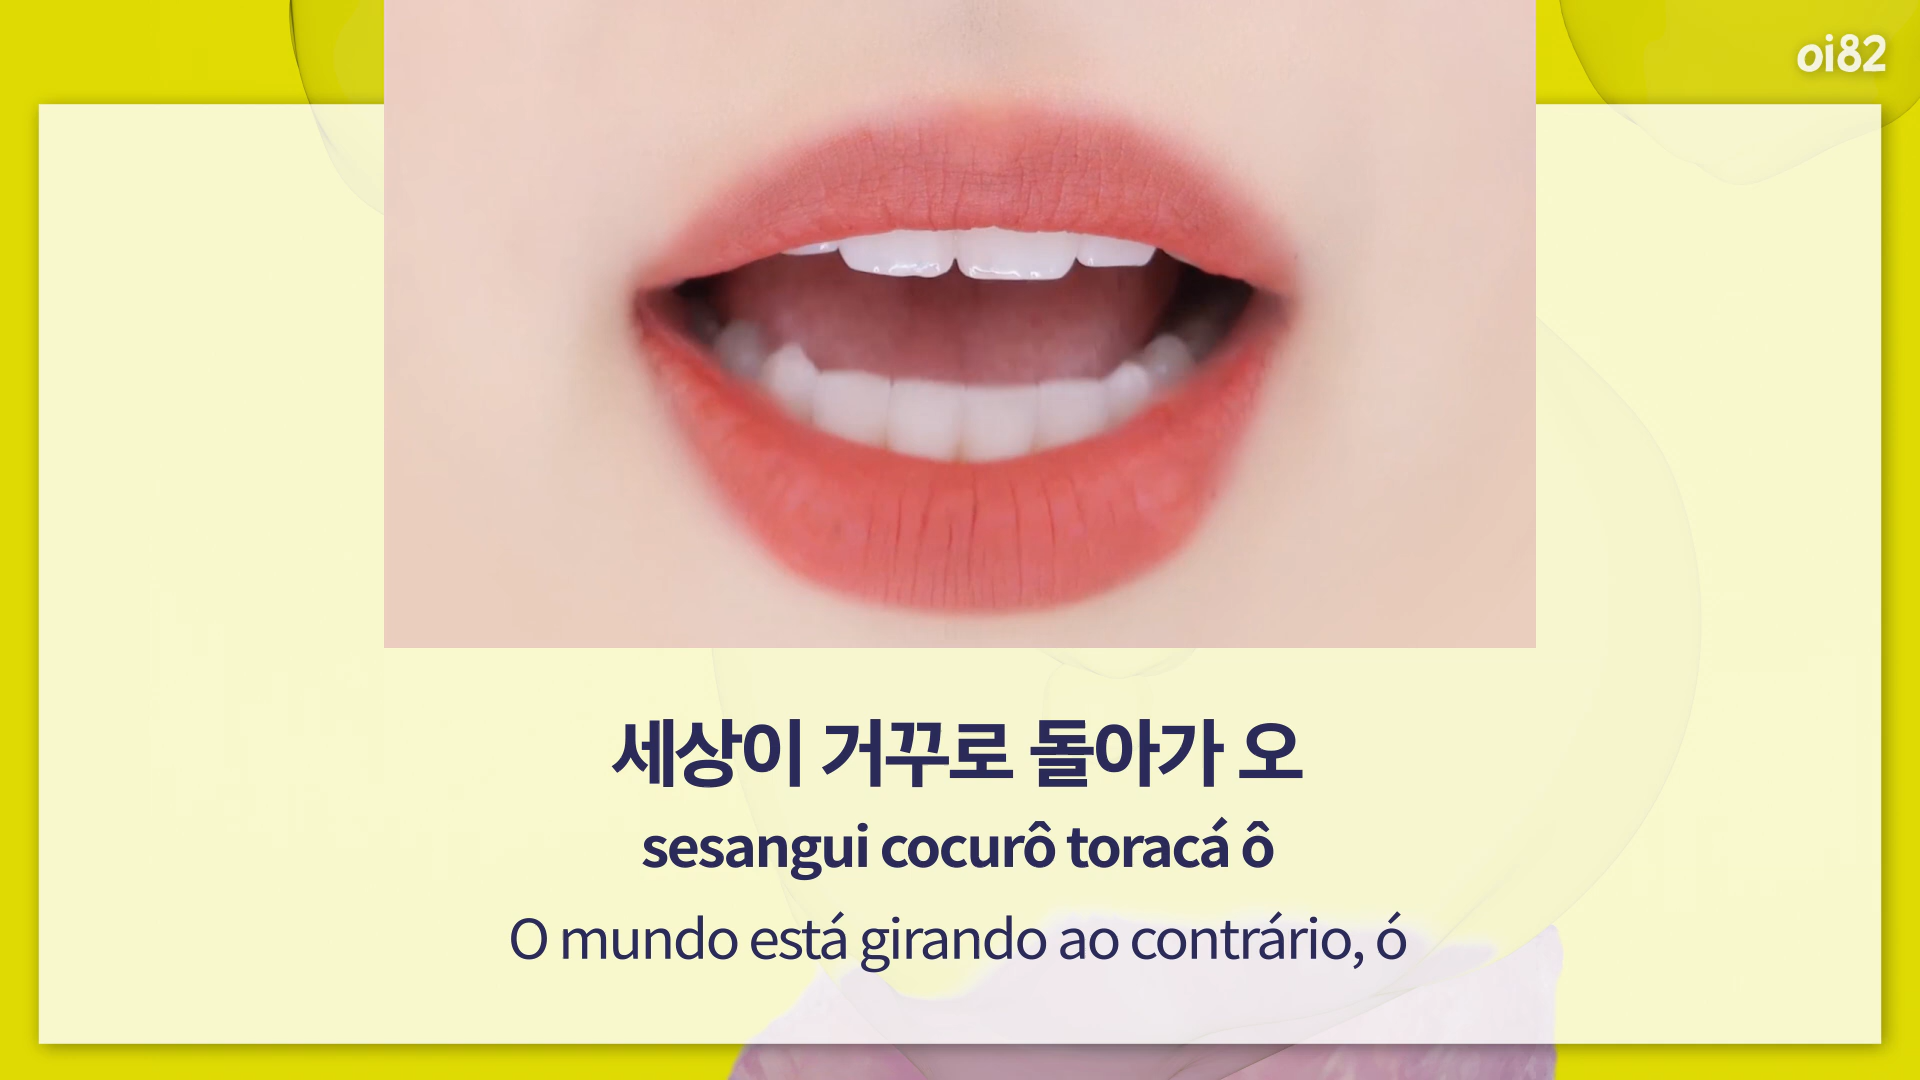 oi82
세상이 거꾸로 돌아가 오
sesangui cocurô toracá ô
O mundo está girando ao contrário, ó